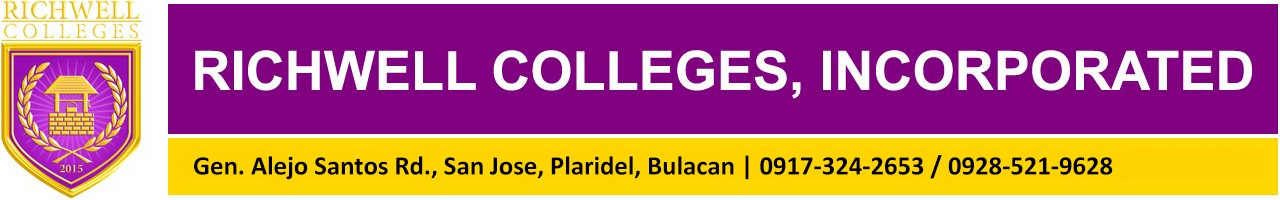 RICHWELL
COLLEGES
2015
RICHWELL COLLEGES, INCORPORATED
Gen. Alejo Santos Rd., San Jose, Plaridel, Bulacan | 0917-324-2653 / 0928-521-9628